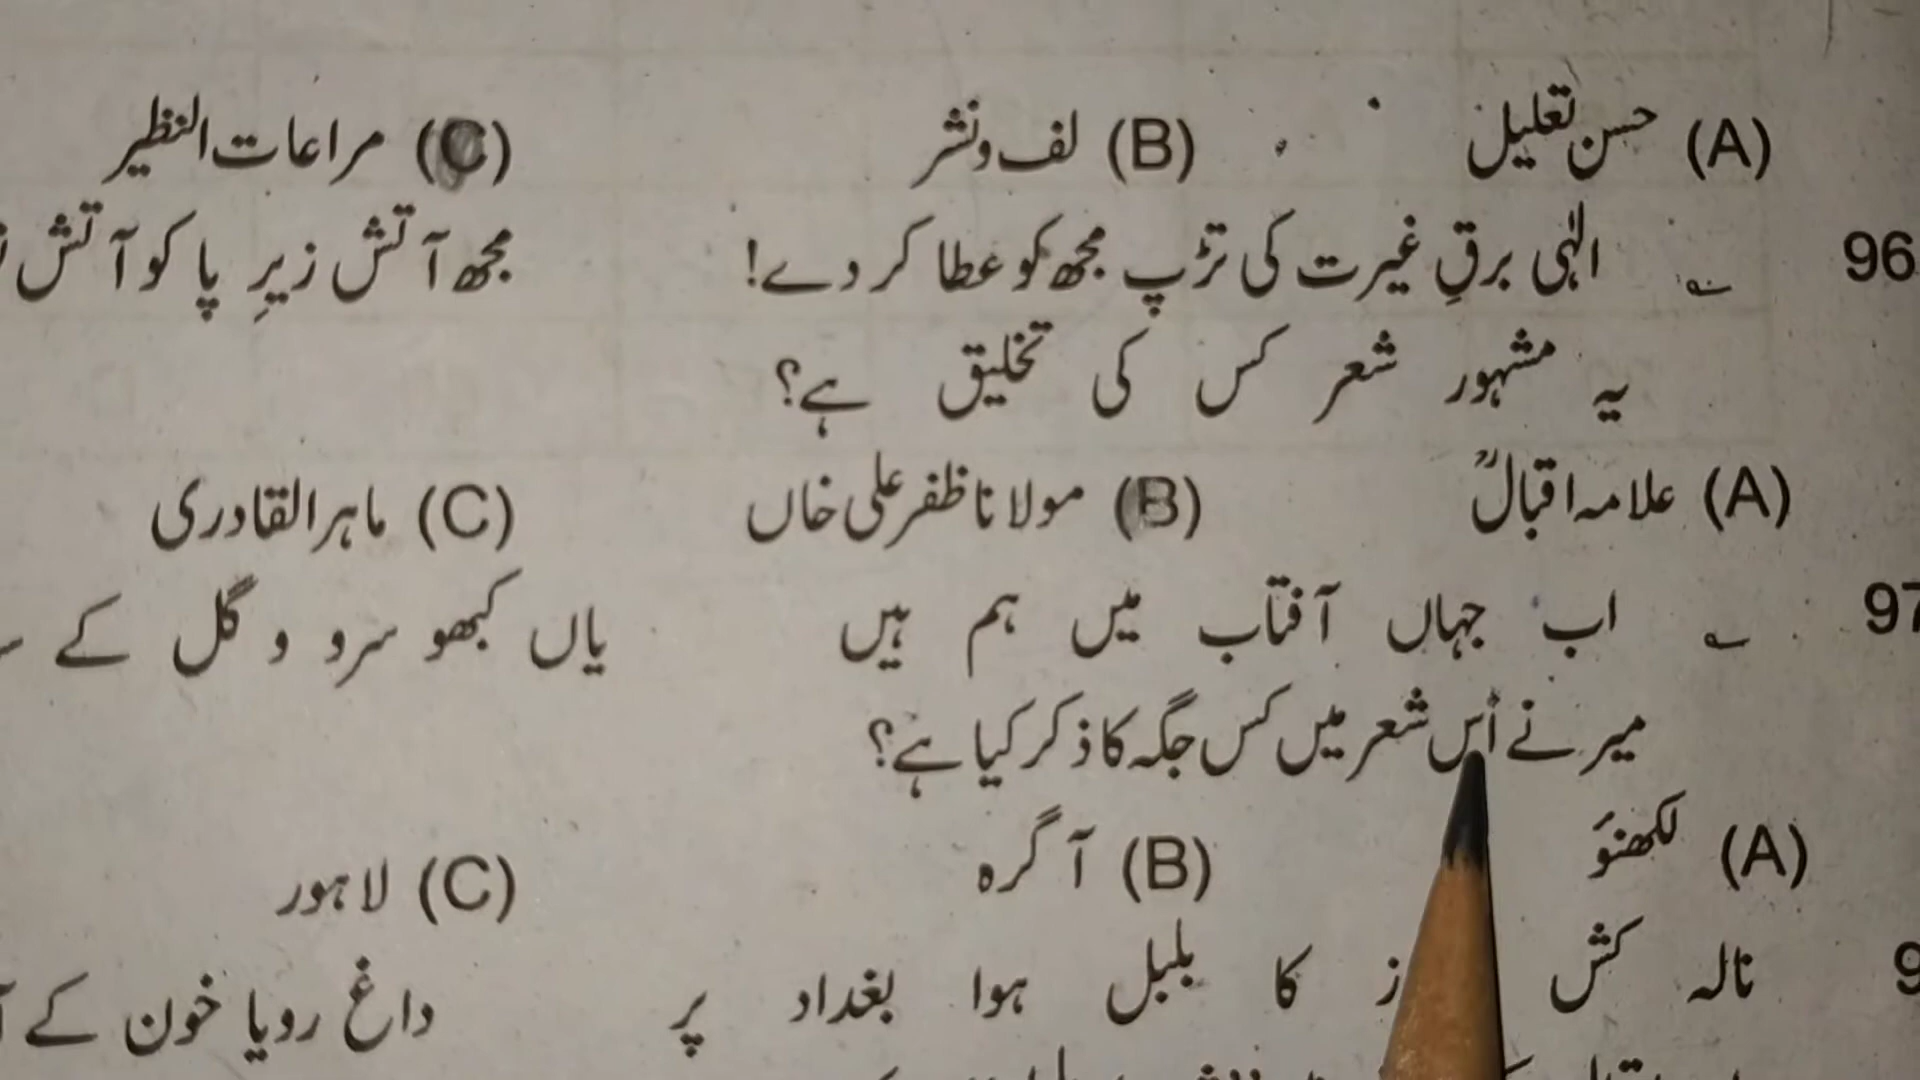 (A) حسن تعلیل (B) لف و نشر (C) مراعات النظیر
96 ؎ الٰہی برقِ غیرت کی تڑپ مجھ کو عطا کر دے! مجھ آتش زیرِ پا کو آتش
یہ مشہور شعر کس کی تخلیق ہے؟
(A) علامہ اقبالؒ (B) مولانا ظفر علی خاں (C) ماہر القادری
97 ؎ اب جہاں آفتاب میں ہم ہیں یاں کبھو سرو و گل کے
میر نے اُس شعر میں کس جگہ کا ذکر کیا ہے؟
(A) لکھنؤ (B) آگرہ (C) لاہور
9 نالہ کش ز کا بلبل ہوا بغداد پر داغ رویا خون کے